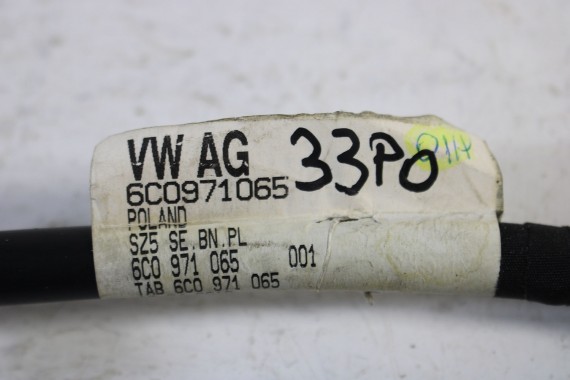 VW AG 33PO
6C0971065
POLAND
SZ5 SE.BN.PL
6C0 971 065 001
TAB 6C0 971 065